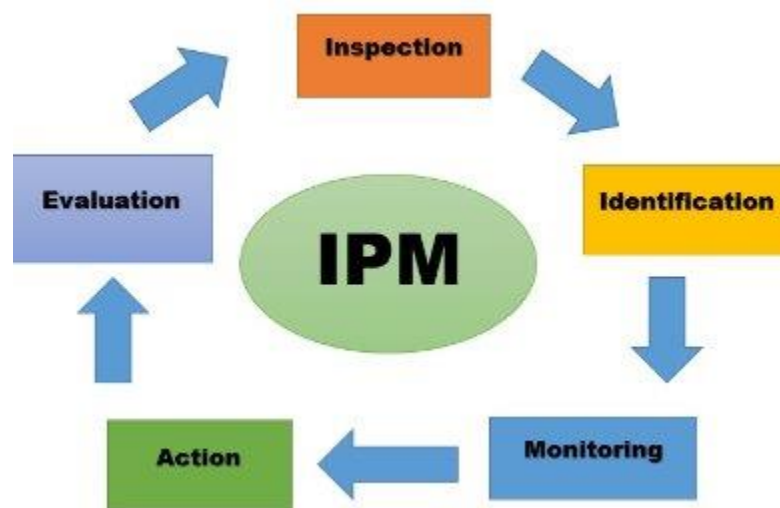 Inspection
Evaluation
Identification
IPM
Action
Monitoring